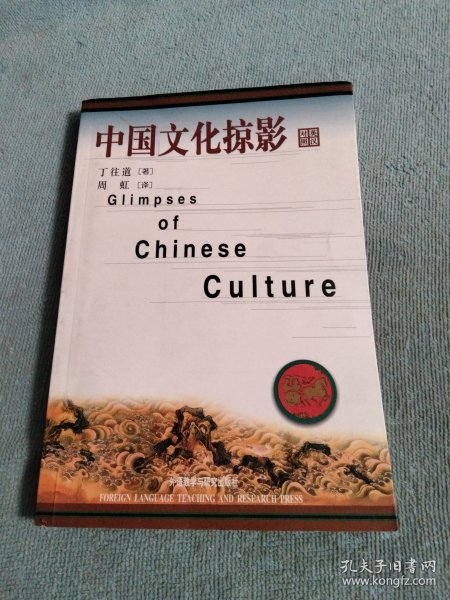 中国文化掠影
英汉
对照
丁往道 [著]
周 虹 [译]
Glimpses
of
Chinese
Culture
外语教学与研究出版社
FOREIGN LANGUAGE TEACHING AND RESEARCH PRESS
孔夫子旧书网
www.kongfz.com